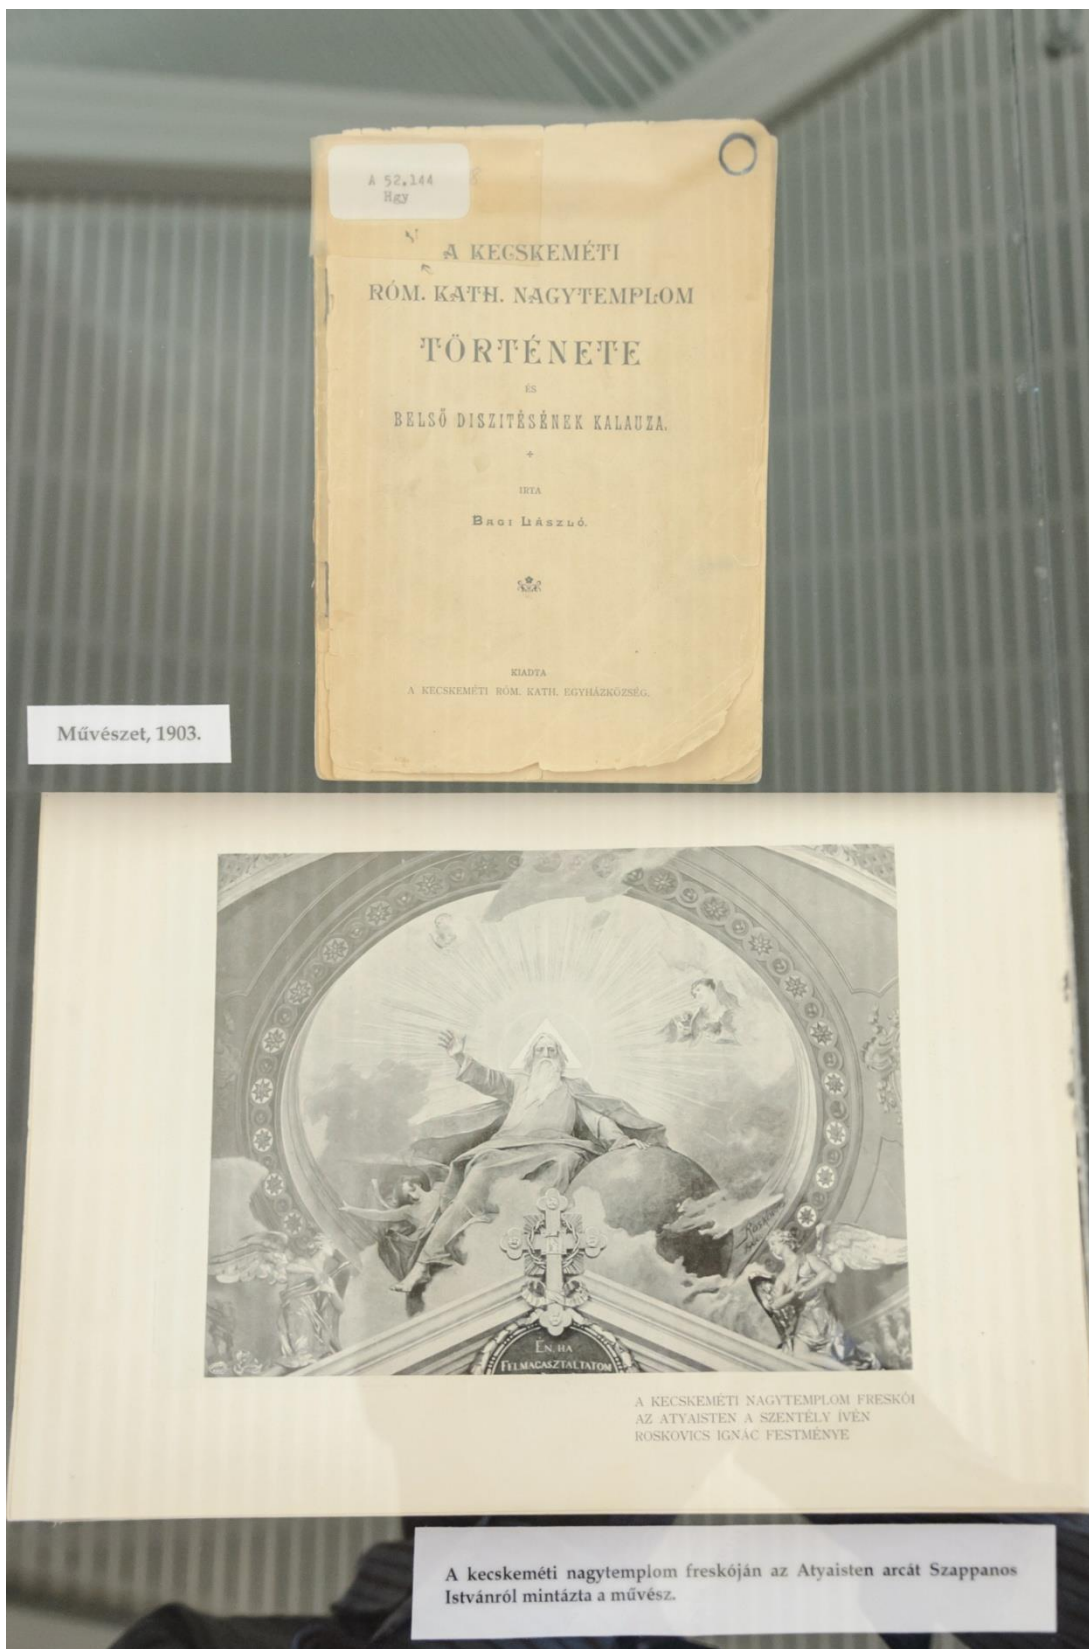 A 52.144
Hgy
A KECSKEMÉTI
RÓM. KATH. NAGYTEMPLOM
TÖRTÉNETE
ÉS
BELSŐ DISZITÉSÉNEK KALAUZA.
IRTA
BAGI LÁSZLÓ.
KIADTA
A KECSKEMÉTI RÓM. KATH. EGYHÁZKÖZSÉG.
Művészet, 1903.
ÉN, HA
FELMAGASZTALTATOM
A KECSKEMÉTI NAGYTEMPLOM FRESKÓI
AZ ATYAISTEN A SZENTÉLY ÍVÉN
ROSKOVICS IGNÁC FESTMÉNYE
A kecskeméti nagytemplom freskóján az Atyaisten arcát Szappanos
Istvánról mintázta a művész.